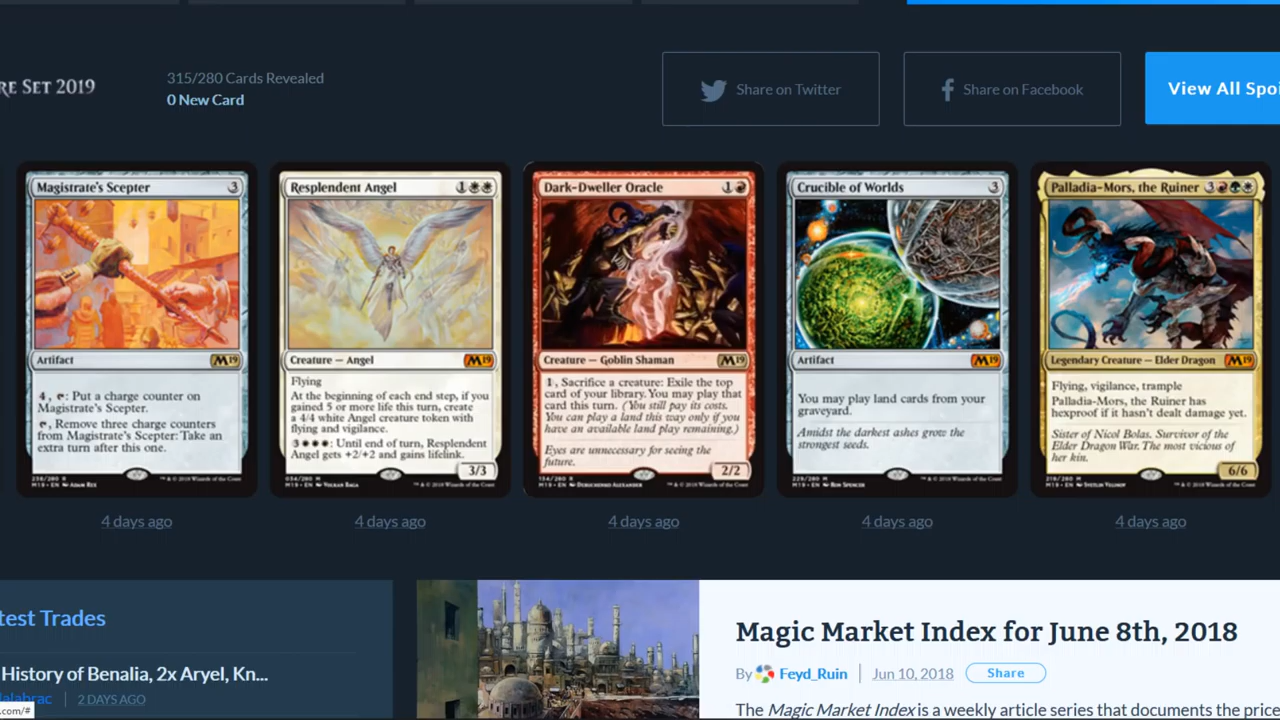 RE SET 2019
315/280 Cards Revealed
0 New Card
Share on Twitter
Share on Facebook
View All Spoi
Magistrate's Scepter 3
Artifact M19
4, : Put a charge counter on
Magistrate's Scepter.
, Remove three charge counters
from Magistrate's Scepter: Take an
extra turn after this one.
Resplendent Angel 1
Creature — Angel M19
Flying
At the beginning of each end step, if you
gained 5 or more life this turn, create
a 4/4 white Angel creature token with
flying and vigilance.
3: Until end of turn, Resplendent
Angel gets +2/+2 and gains lifelink.
3/3
Dark-Dweller Oracle 1
Creature — Goblin Shaman M19
1, Sacrifice a creature: Exile the top
card of your library. You may play that
card this turn. (You still pay its costs.
You can play a land this way only if you
have an available land play remaining.)
Eyes are unnecessary for seeing the
future.
2/2
Crucible of Worlds 3
Artifact M19
You may play land cards from your
graveyard.
Amidst the darkest ashes grow the
strongest seeds.
Palladia-Mors, the Ruiner 3
Legendary Creature — Elder Dragon M19
Flying, vigilance, trample
Palladia-Mors, the Ruiner has
hexproof if it hasn't dealt damage yet.
Sister of Nicol Bolas. Survivor of the
Elder Dragon War. The most vicious of
her kin.
6/6
4 days ago
4 days ago
4 days ago
4 days ago
4 days ago
test Trades
History of Benalia, 2x Aryel, Kn...
alabrac 2 DAYS AGO
.com/#
Magic Market Index for June 8th, 2018
By Feyd_Ruin Jun 10, 2018 Share
The Magic Market Index is a weekly article series that documents the price